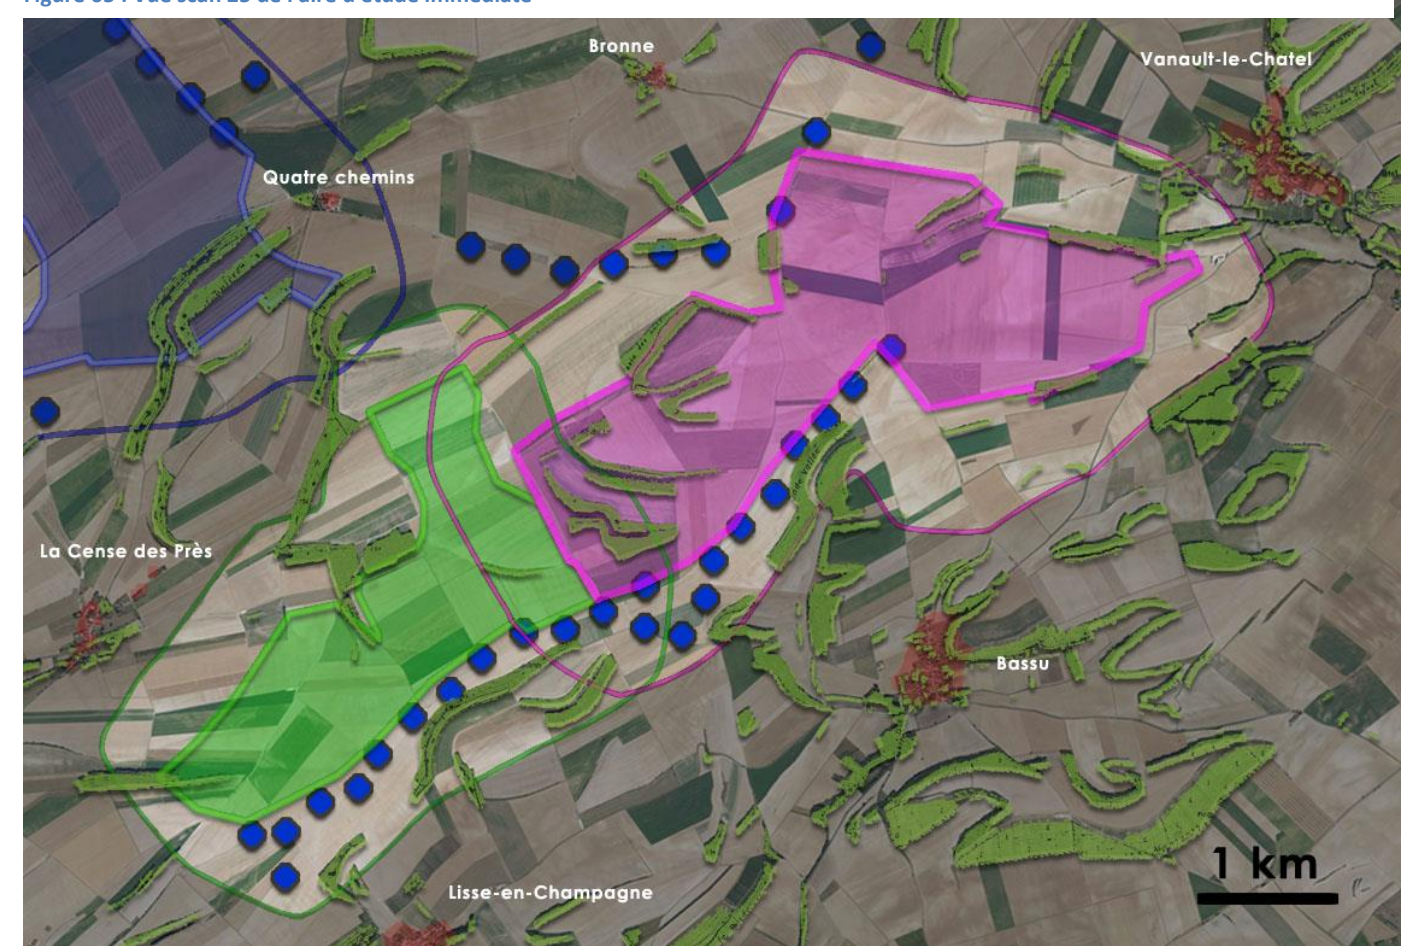 Bronne
Vanault-le-Chatel
Quatre chemins
La Cense des Près
Bassu
1 km
Lisse-en-Champagne